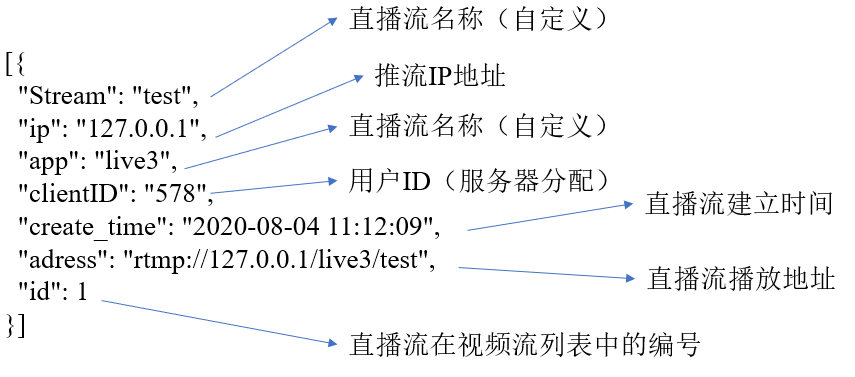 直播流名称（自定义）
[{
"Stream": "test",
推流IP地址
"ip": "127.0.0.1",
直播流名称（自定义）
"app": "live3",
"clientID": "578",
用户ID（服务器分配）
"create_time": "2020-08-04 11:12:09",
直播流建立时间
"adress": "rtmp://127.0.0.1/live3/test",
直播流播放地址
"id": 1
}]
直播流在视频流列表中的编号